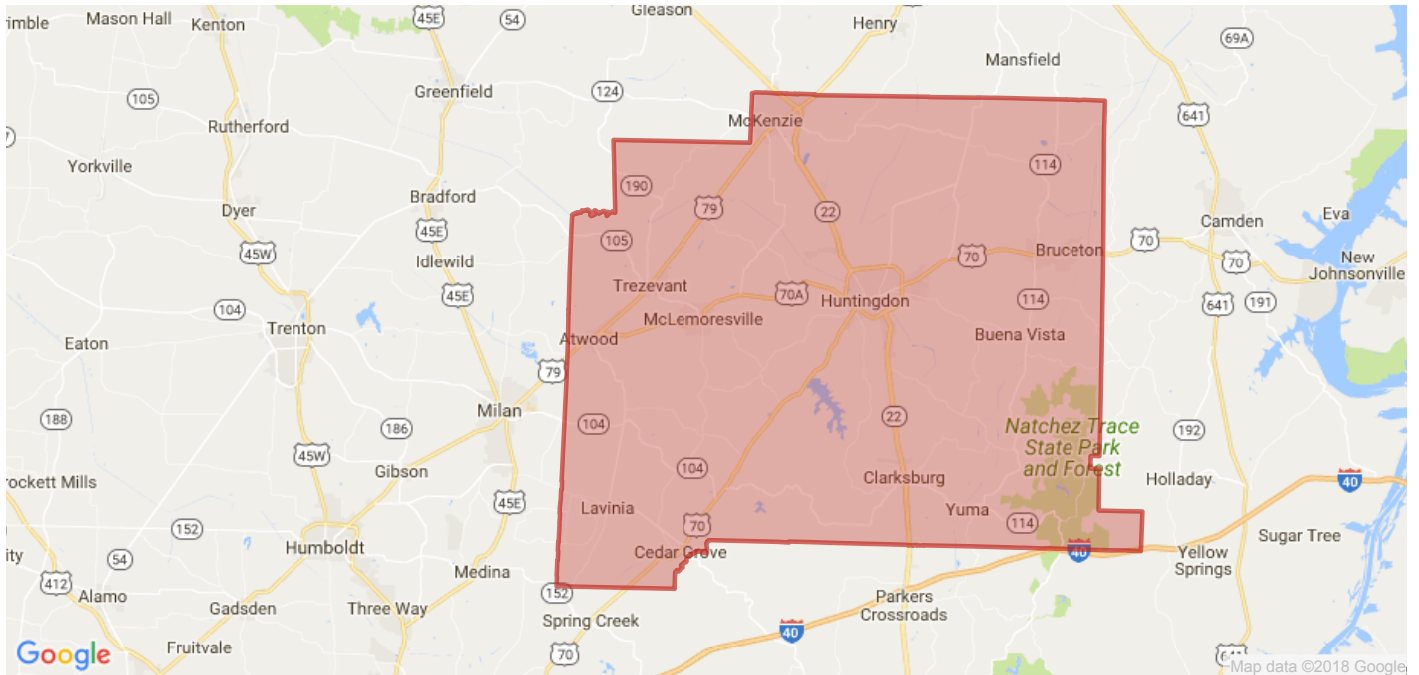 rimble
Mason Hall
Kenton
45E
54
Gleason
Henry
69A
Mansfield
105
Greenfield
124
641
Rutherford
McKenzie
Yorkville
190
114
Bradford
79
22
Dyer
45E
105
Camden
Eva
45W
Idlewild
70
Bruceton
70
70
New
Johnsonville
45E
Trezevant
70A
Huntingdon
114
641
191
104
Trenton
McLemoresville
Buena Vista
Eaton
Atwood
79
Milan
188
186
104
22
Natchez Trace
State Park
and Forest
192
45W
Gibson
104
Clarksburg
Holladay
40
rockett Mills
45E
Lavinia
Yuma
114
152
70
Sugar Tree
Humboldt
Cedar Grove
40
Yellow
Springs
ity
54
Medina
412
Alamo
152
Parkers
Crossroads
Gadsden
Three Way
Spring Creek
40
Fruitvale
70
641
Google
Map data ©2018 Google